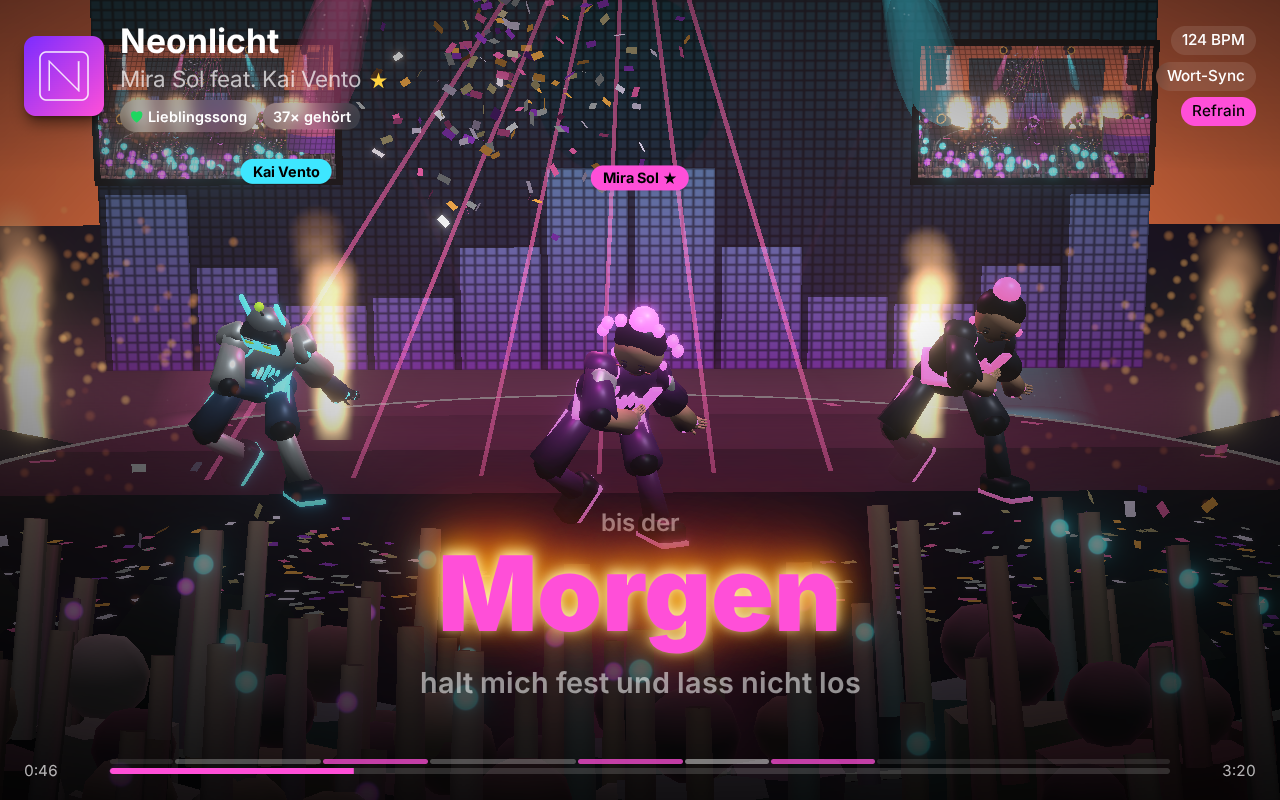 Neonlicht
Mira Sol feat. Kai Vento ★
Lieblingssong
37× gehört
124 BPM
Wort-Sync
Refrain
N
Kai Vento
Mira Sol ★
bis der
Morgen
halt mich fest und lass nicht los
0:46
3:20